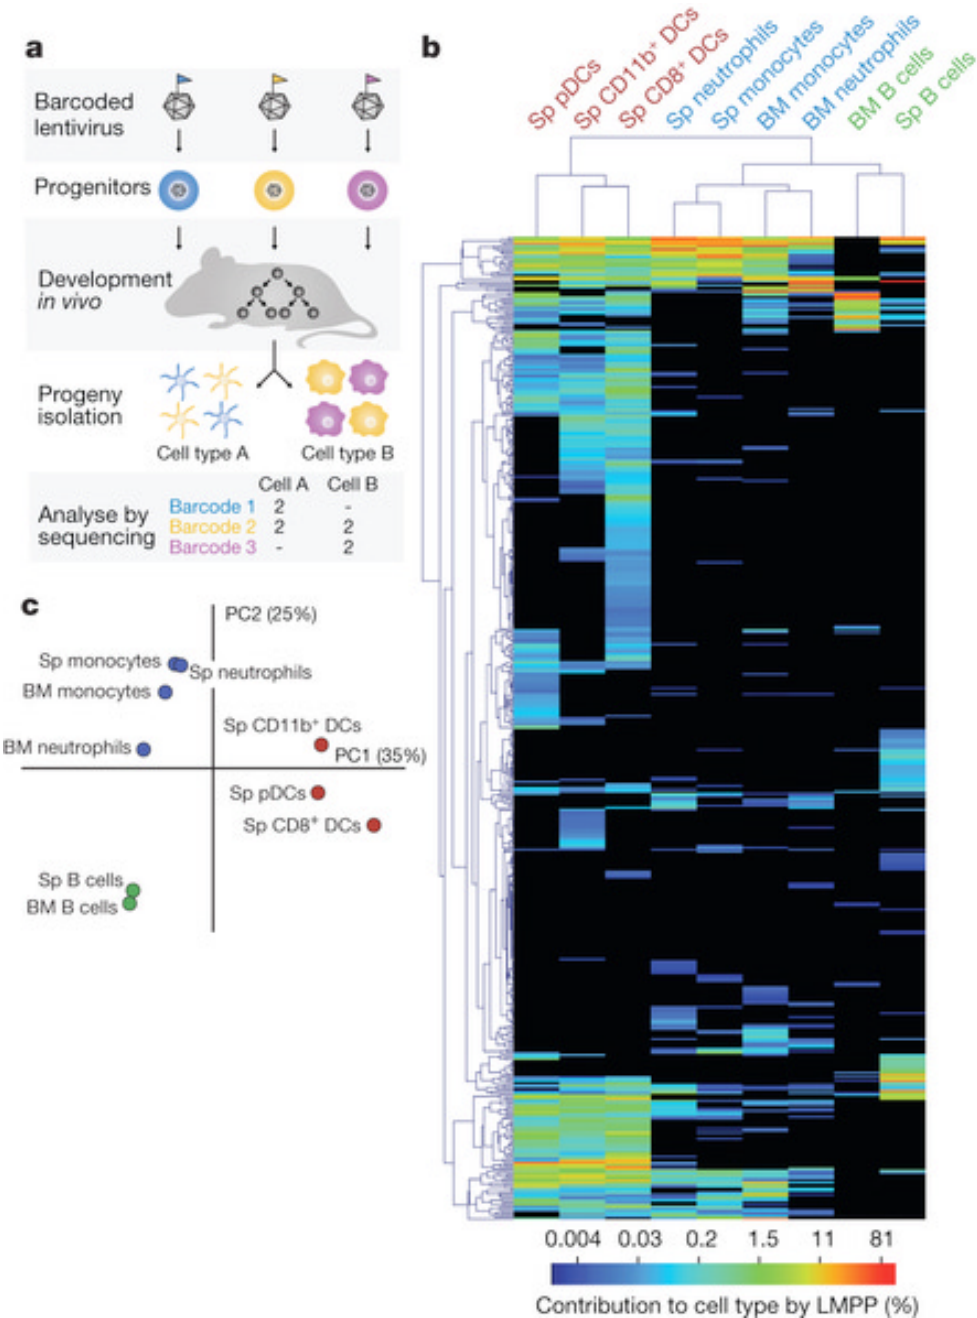 a
Barcoded
lentivirus
Progenitors
Development
in vivo
Progeny
isolation
Cell type A
Cell type B
Cell A Cell B
Analyse by
sequencing
Barcode 1 2 -
Barcode 2 2 2
Barcode 3 - 2
b
Sp pDCs
Sp CD11b⁺ DCs
Sp CD8⁺ DCs
Sp neutrophils
Sp monocytes
BM monocytes
BM neutrophils
BM B cells
Sp B cells
0.004 0.03 0.2 1.5 11 81
Contribution to cell type by LMPP (%)
c
PC2 (25%)
Sp monocytes
Sp neutrophils
BM monocytes
Sp CD11b⁺ DCs
BM neutrophils
PC1 (35%)
Sp pDCs
Sp CD8⁺ DCs
Sp B cells
BM B cells